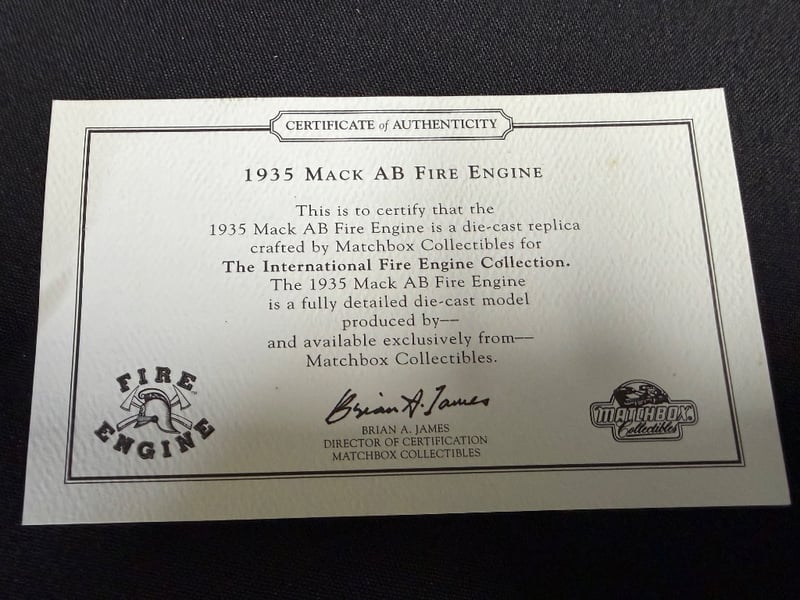 CERTIFICATE of AUTHENTICITY
1935 MACK AB FIRE ENGINE
This is to certify that the
1935 Mack AB Fire Engine is a die-cast replica
crafted by Matchbox Collectibles for
The International Fire Engine Collection.
The 1935 Mack AB Fire Engine
is a fully detailed die-cast model
produced by—
and available exclusively from—
Matchbox Collectibles.
FIRE
ENGINE
Brian A. James
BRIAN A. JAMES
DIRECTOR OF CERTIFICATION
MATCHBOX COLLECTIBLES
MATCHBOX
Collectibles